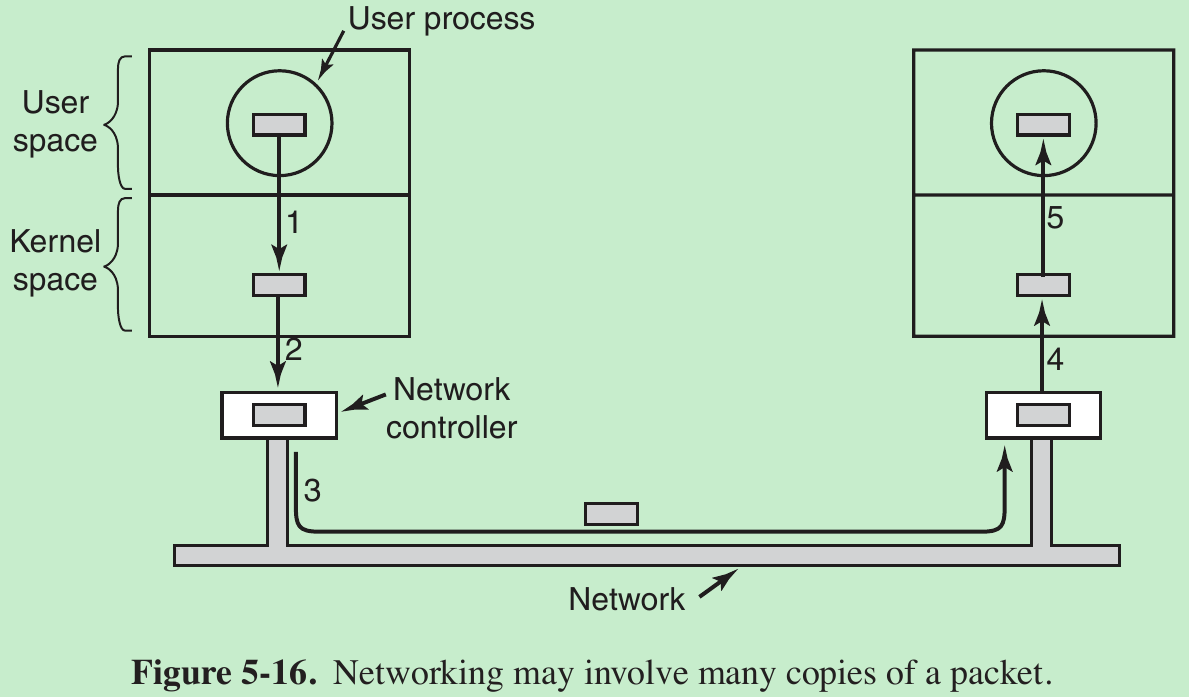 User process
User
space
1
5
Kernel
space
2
4
Network
controller
3
Network
Figure 5-16. Networking may involve many copies of a packet.